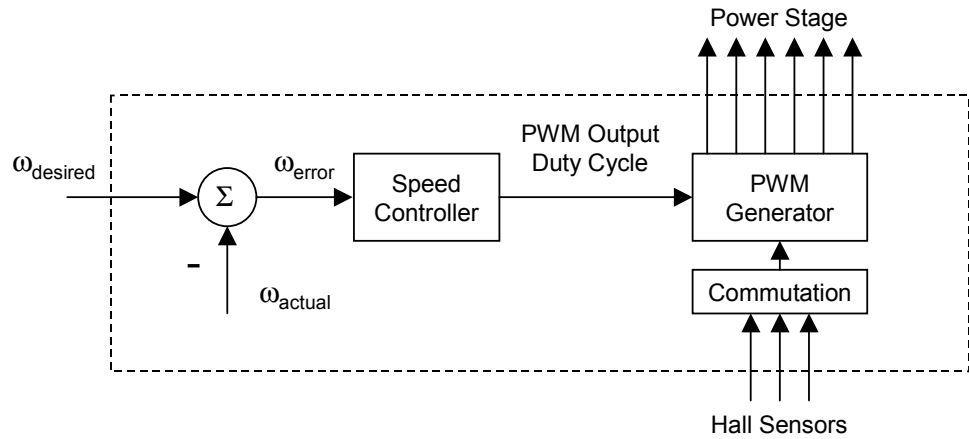 Power Stage
PWM Output
Duty Cycle
ωdesired
ωerror
Σ
Speed
Controller
PWM
Generator
-
ωactual
Commutation
Hall Sensors